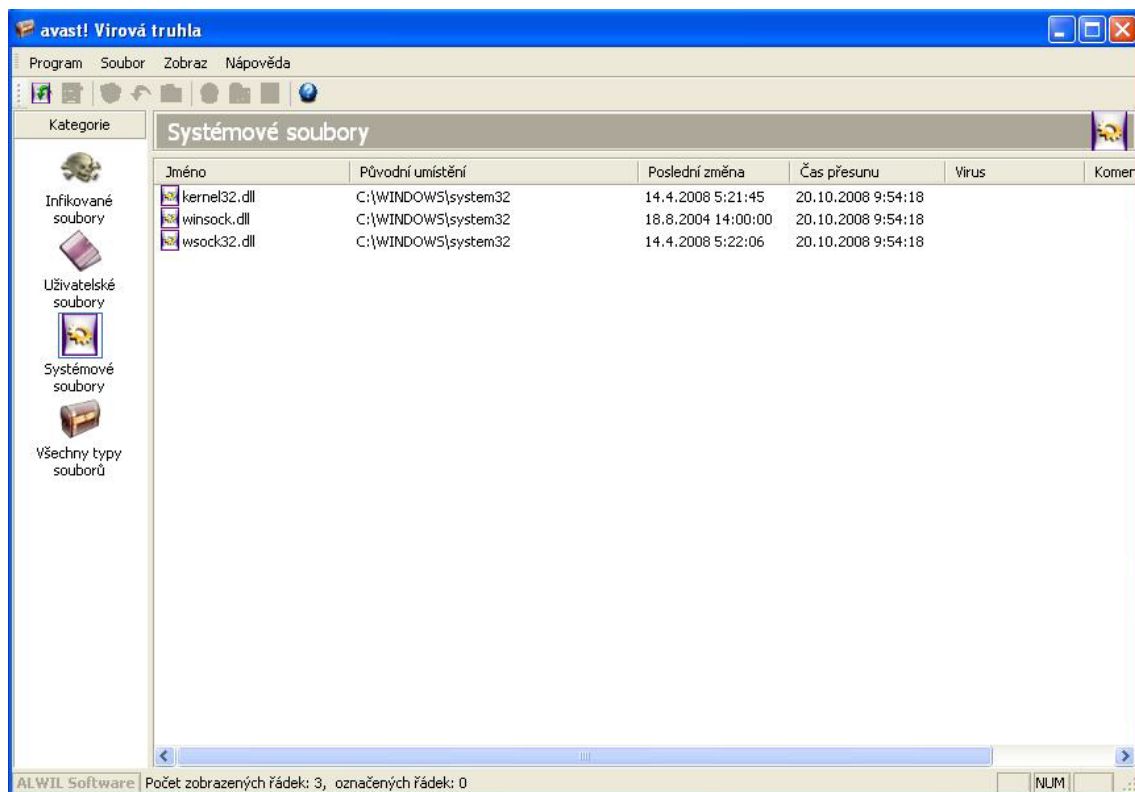 avast! Virová truhla
Program Soubor Zobraz Nápověda
Kategorie
Systémové soubory
Infikované
soubory
Uživatelské
soubory
Systémové
soubory
Všechny typy
souborů
Jméno Původní umístění Poslední změna Čas přesunu Virus Komen
kernel32.dll C:\WINDOWS\system32 14.4.2008 5:21:45 20.10.2008 9:54:18
winsock.dll C:\WINDOWS\system32 18.8.2004 14:00:00 20.10.2008 9:54:18
wsock32.dll C:\WINDOWS\system32 14.4.2008 5:22:06 20.10.2008 9:54:18
ALWIL Software Počet zobrazených řádek: 3, označených řádek: 0 NUM